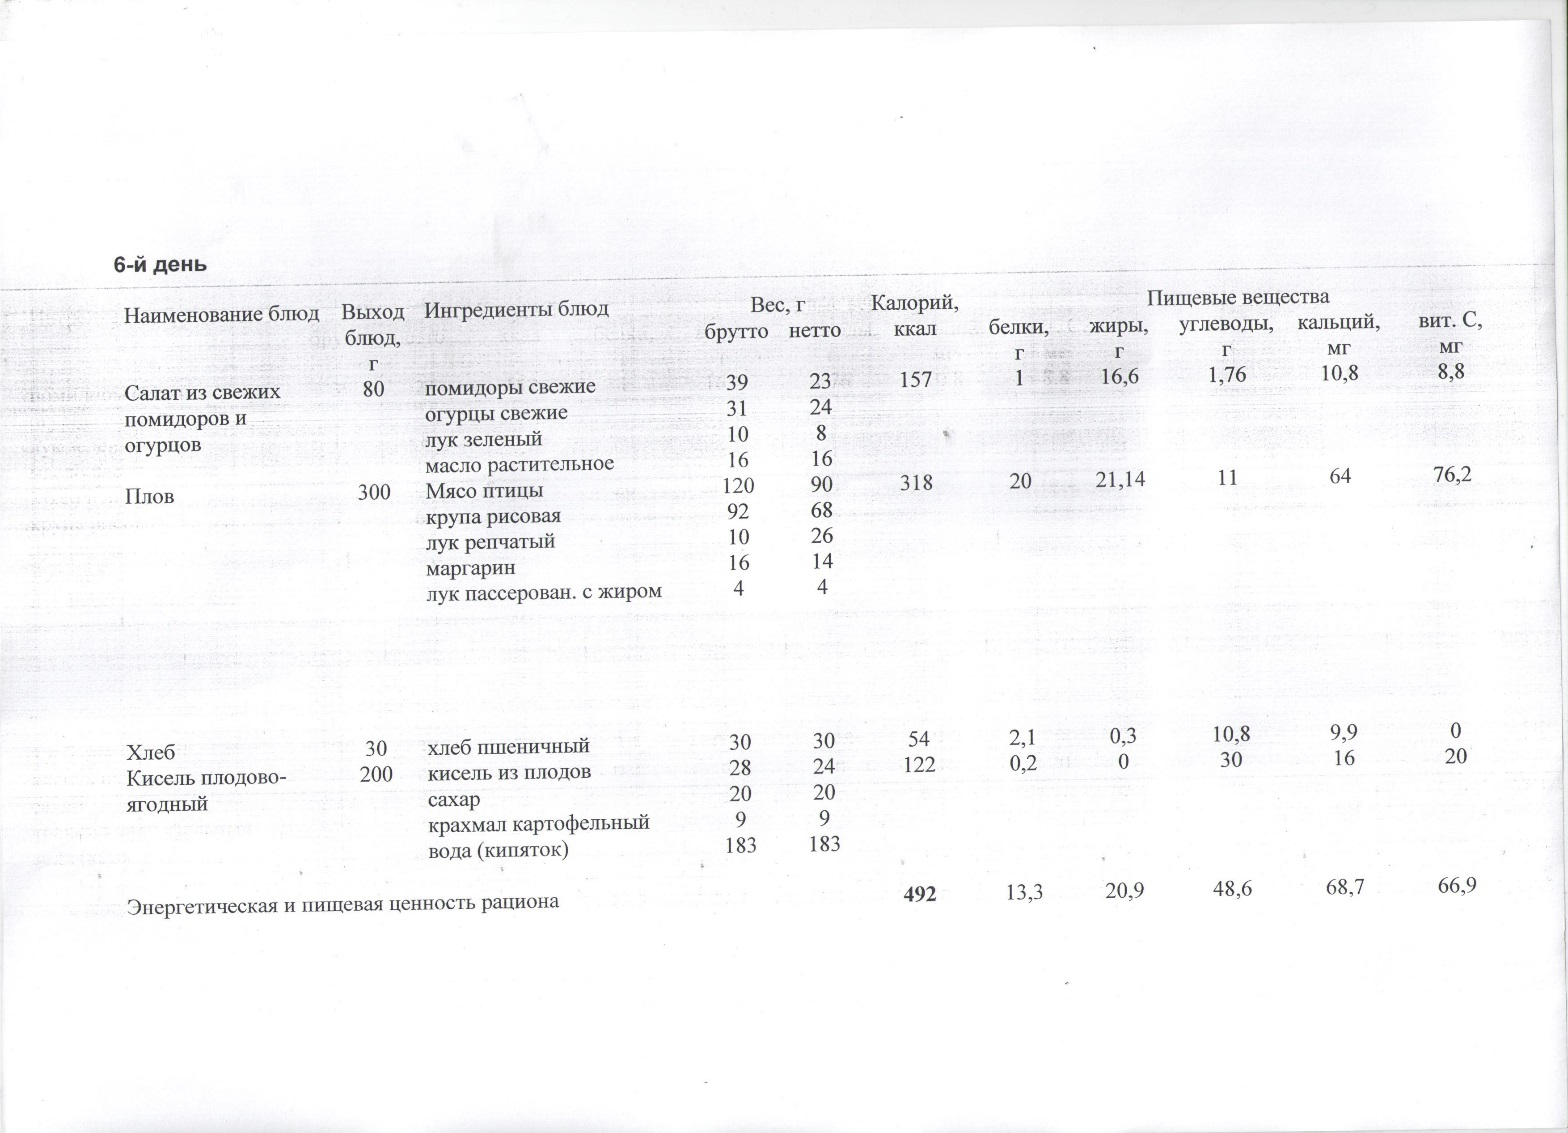 6-й день
Наименование блюд Выход Ингредиенты блюд Вес, г Калорий, Пищевые вещества
блюд, брутто нетто ккал белки, жиры, углеводы, кальций, вит. С,
г г г г мг мг
Салат из свежих 80 помидоры свежие 39 23 157 1 16,6 1,76 10,8 8,8
помидоров и огурцы свежие 31 24
огурцов лук зеленый 10 8
масло растительное 16 16
Плов 300 Мясо птицы 120 90 318 20 21,14 11 64 76,2
крупа рисовая 92 68
лук репчатый 10 26
маргарин 16 14
лук пассерован. с жиром 4 4
Хлеб 30 хлеб пшеничный 30 30 54 2,1 0,3 10,8 9,9 0
Кисель плодово- 200 кисель из плодов 28 24 122 0,2 0 30 16 20
ягодный сахар 20 20
крахмал картофельный 9 9
вода (кипяток) 183 183
Энергетическая и пищевая ценность рациона 492 13,3 20,9 48,6 68,7 66,9